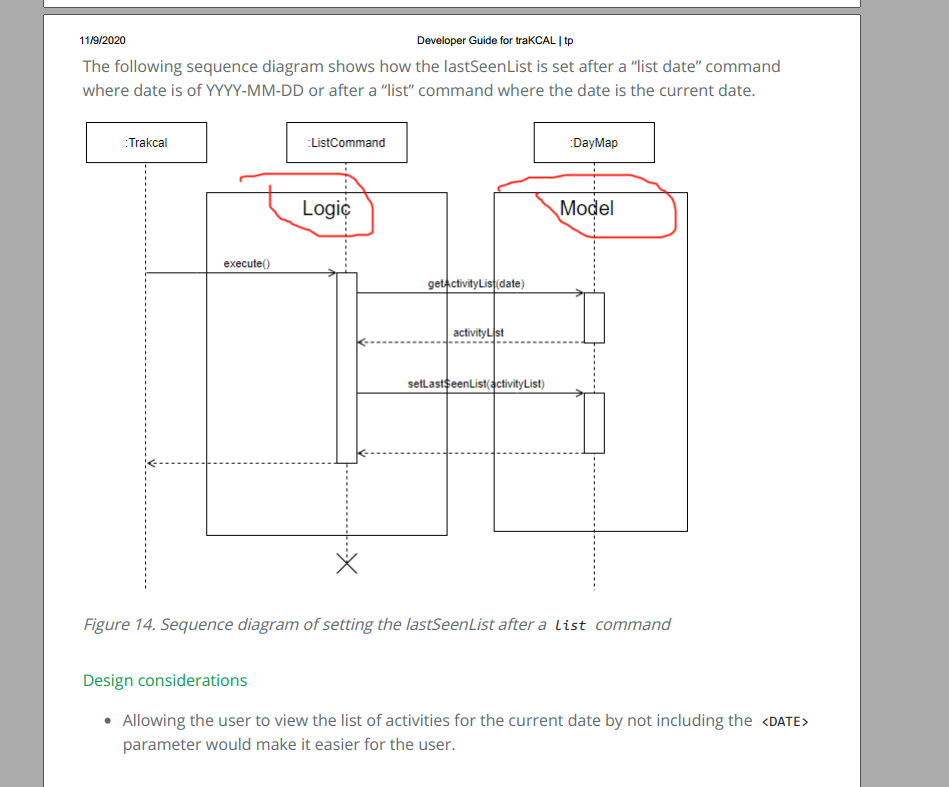 11/9/2020 Developer Guide for traKCAL | tp
The following sequence diagram shows how the lastSeenList is set after a “list date” command
where date is of YYYY-MM-DD or after a “list” command where the date is the current date.
:Trakcal :ListCommand :DayMap
Logic Model
execute()
getActivityList(date)
activityList
setLastSeenList(activityList)
Figure 14. Sequence diagram of setting the lastSeenList after a list command
Design considerations
• Allowing the user to view the list of activities for the current date by not including the <DATE>
parameter would make it easier for the user.